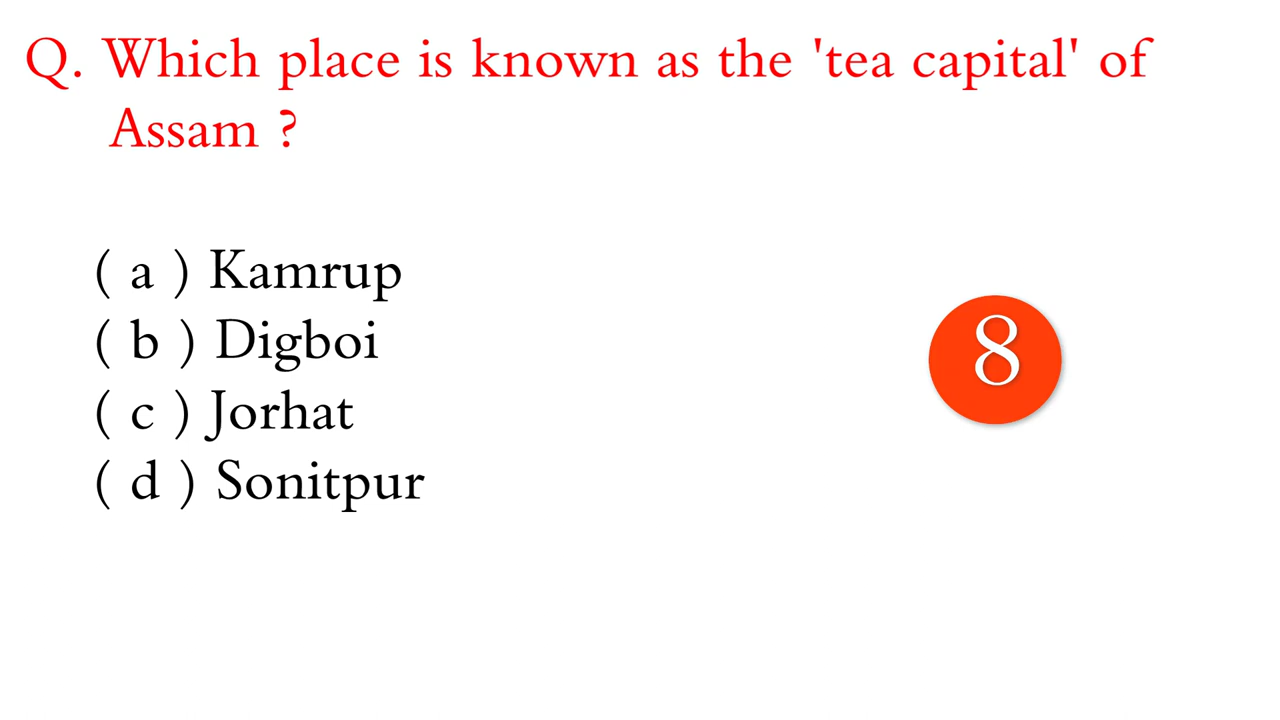 Q. Which place is known as the 'tea capital' of
Assam ?
( a ) Kamrup
( b ) Digboi
8
( c ) Jorhat
( d ) Sonitpur